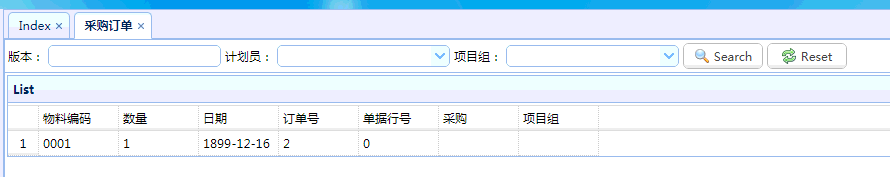 Index × 采购订单 ×
版本： 计划员： 项目组： Search Reset
List
物料编码 数量 日期 订单号 单据行号 采购 项目组
1 0001 1 1899-12-16 2 0